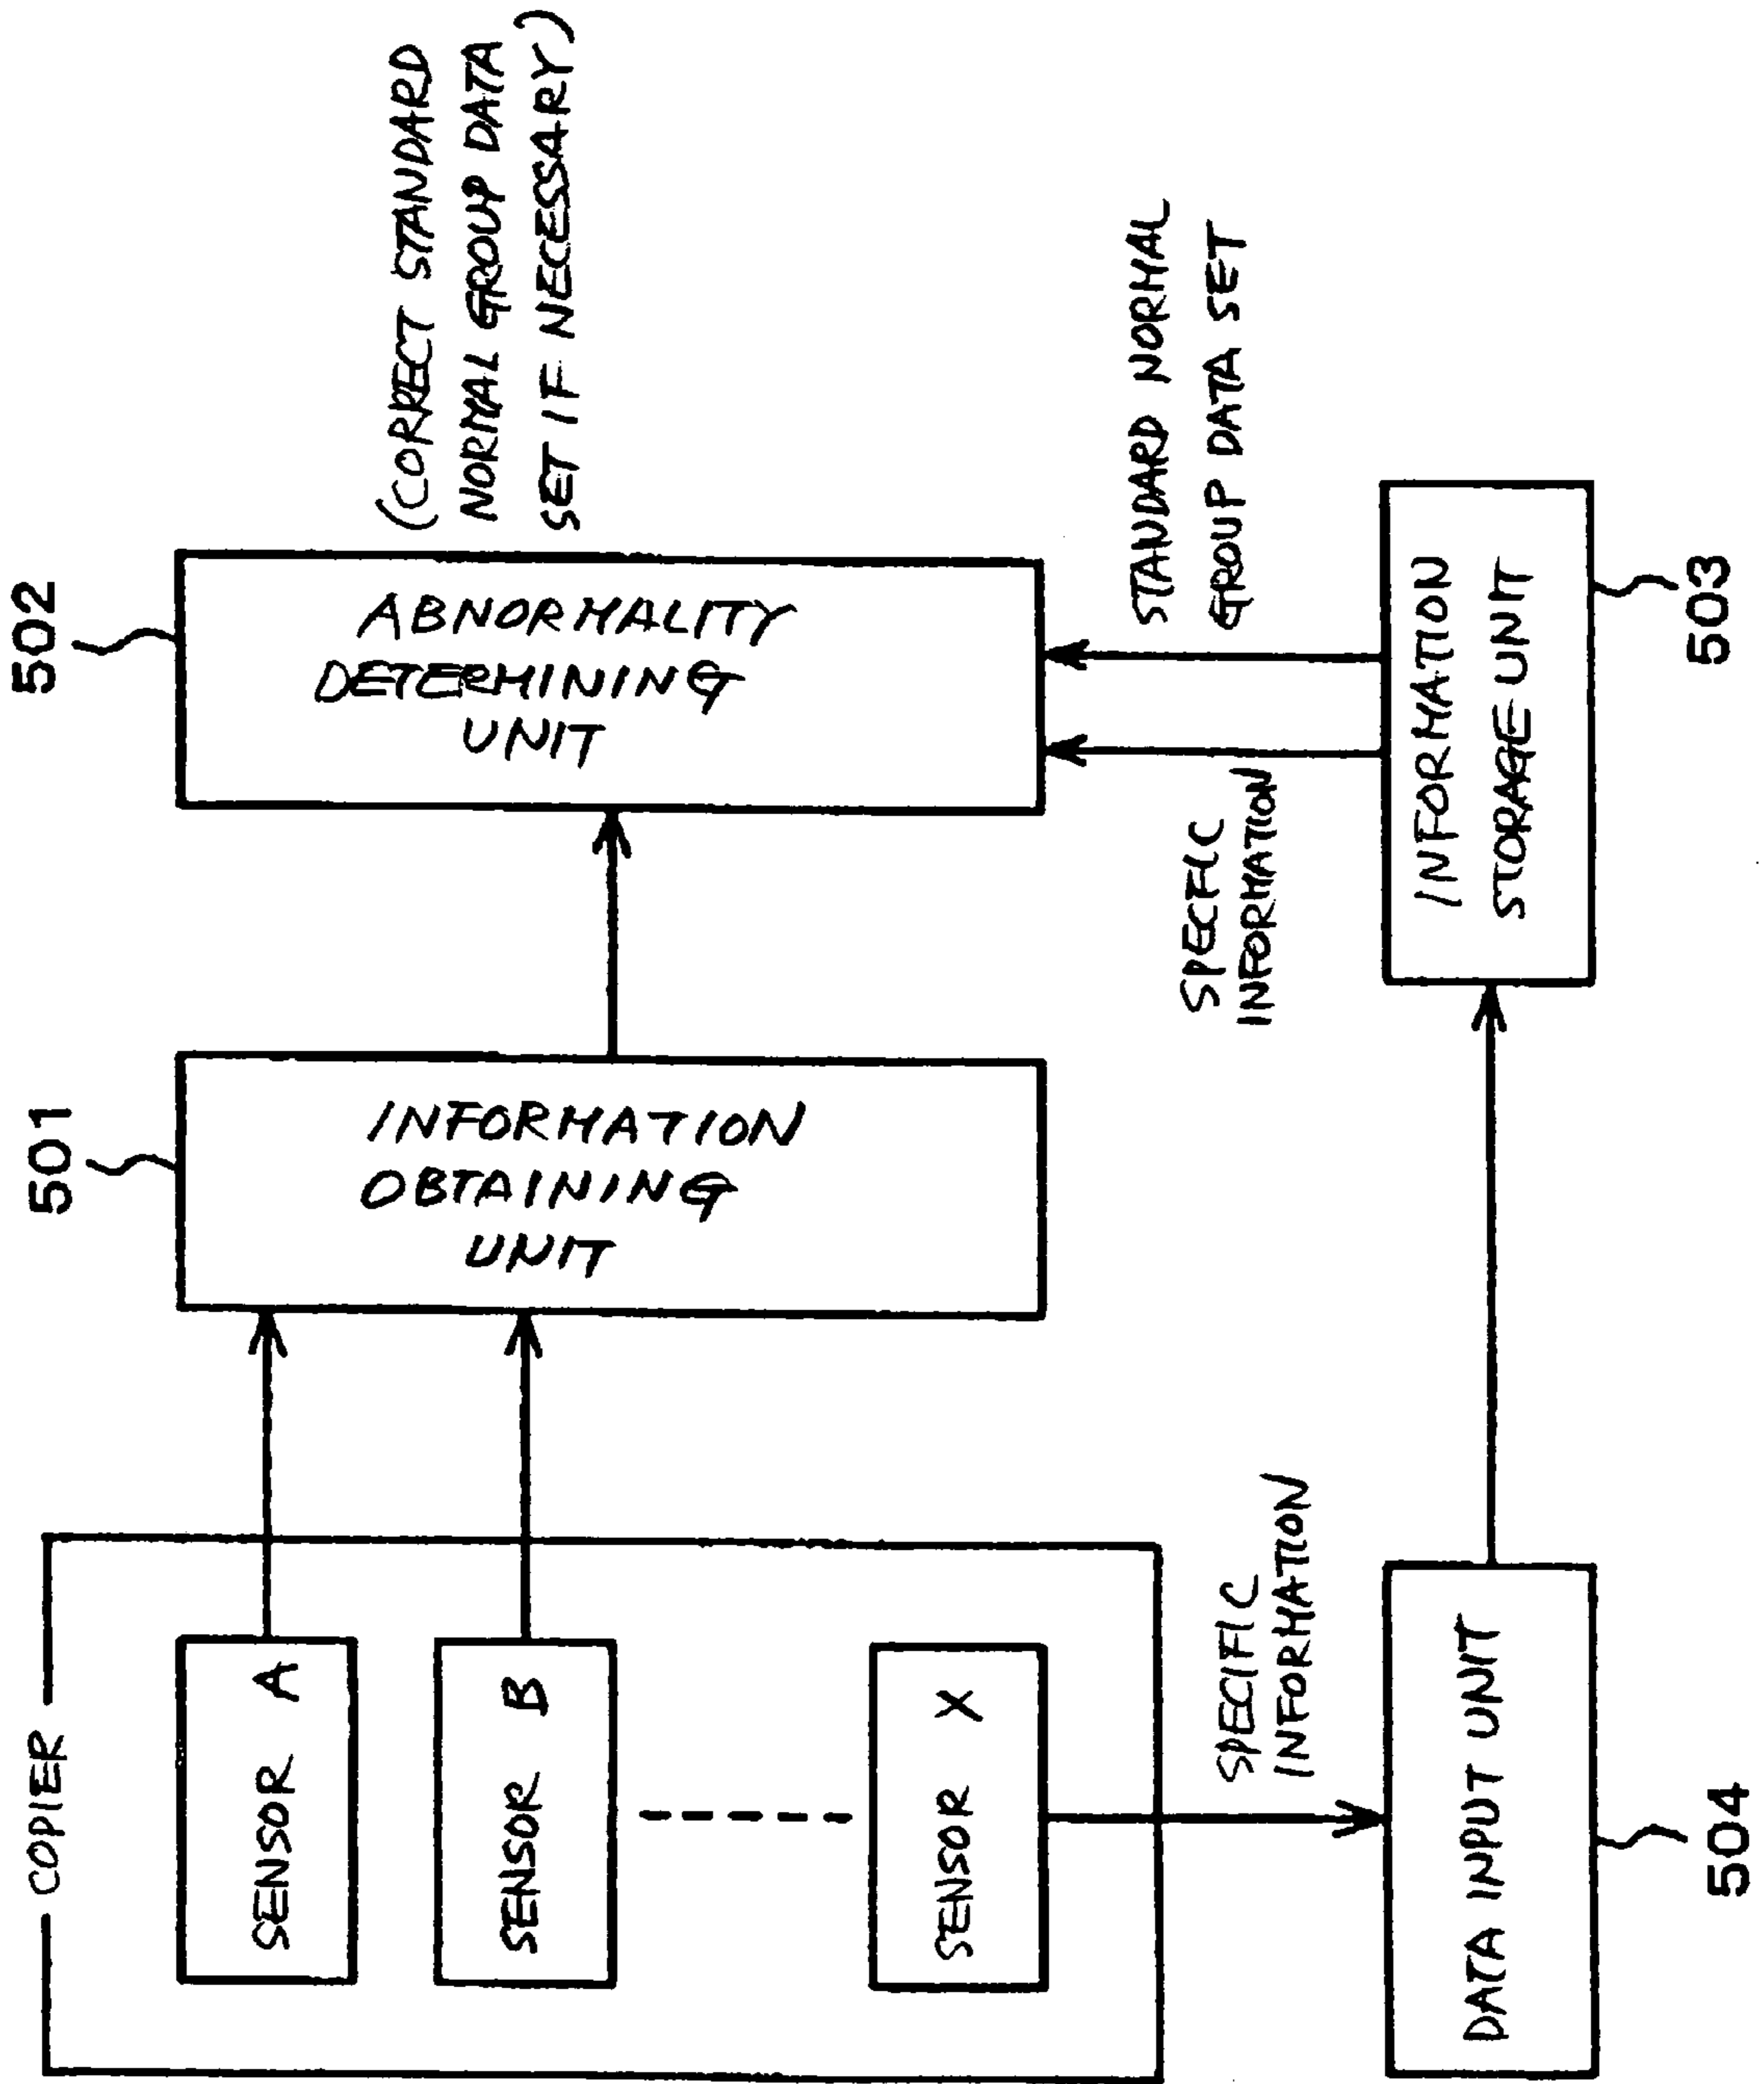 COPIER
SENSOR A
SENSOR B
SENSOR X
501
INFORMATION
OBTAINING
UNIT
502
ABNORMALITY
DETERMINING
UNIT
(CORRECT STANDARD
NORMAL GROUP DATA
SET IF NECESSARY)
SPECIFIC
INFORMATION
SPECIFIC
INFORMATION
STANDARD NORMAL
GROUP DATA SET
DATA INPUT UNIT
504
INFORMATION
STORAGE UNIT
503